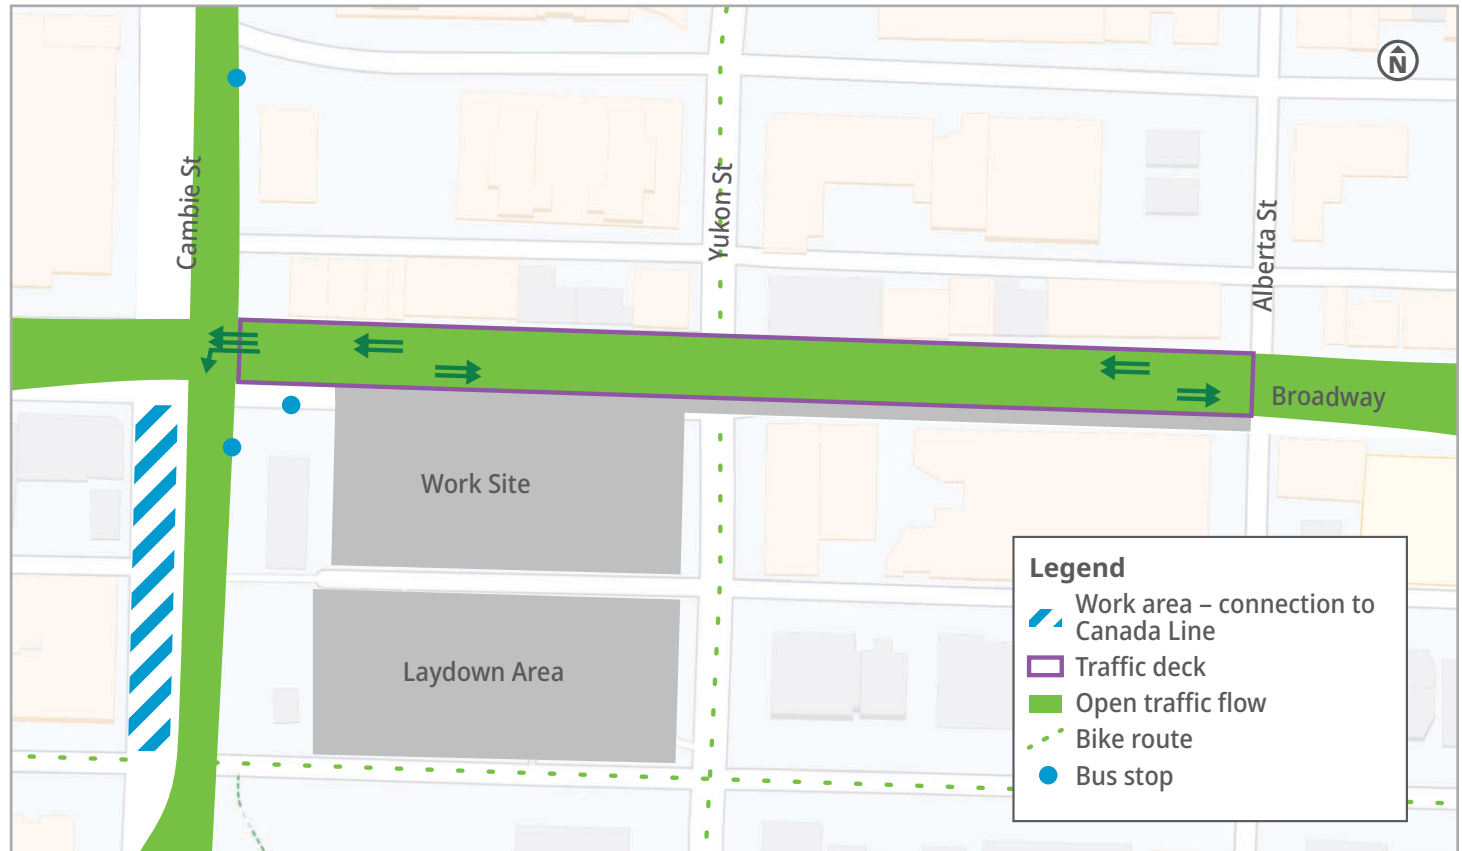 N
Cambie St
Yukon St
Alberta St
Broadway
Work Site
Laydown Area
Legend
Work area – connection to
Canada Line
Traffic deck
Open traffic flow
Bike route
Bus stop